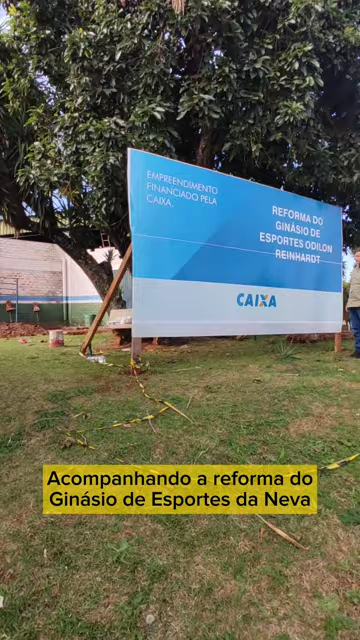 EMPREENDIMENTO
FINANCIADO PELA
CAIXA.
REFORMA DO
GINÁSIO DE
ESPORTES ODILON
REINHARDT
CAIXA
Acompanhando a reforma do
Ginásio de Esportes da Neva